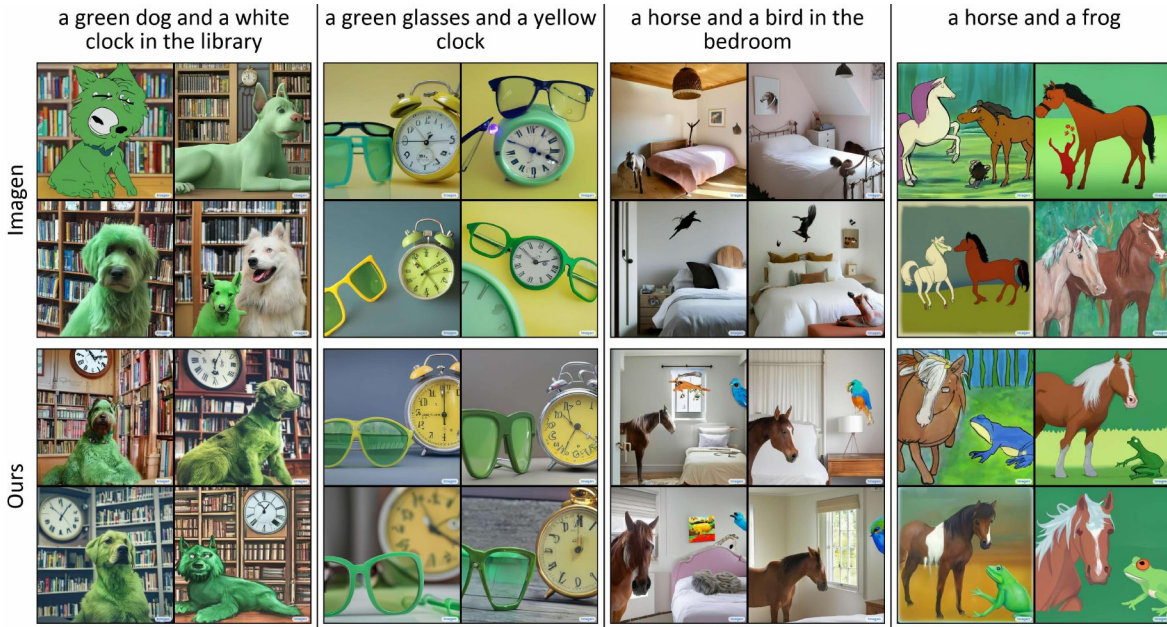 a green dog and a white
clock in the library
a green glasses and a yellow
clock
a horse and a bird in the
bedroom
a horse and a frog
Imagen
Ours